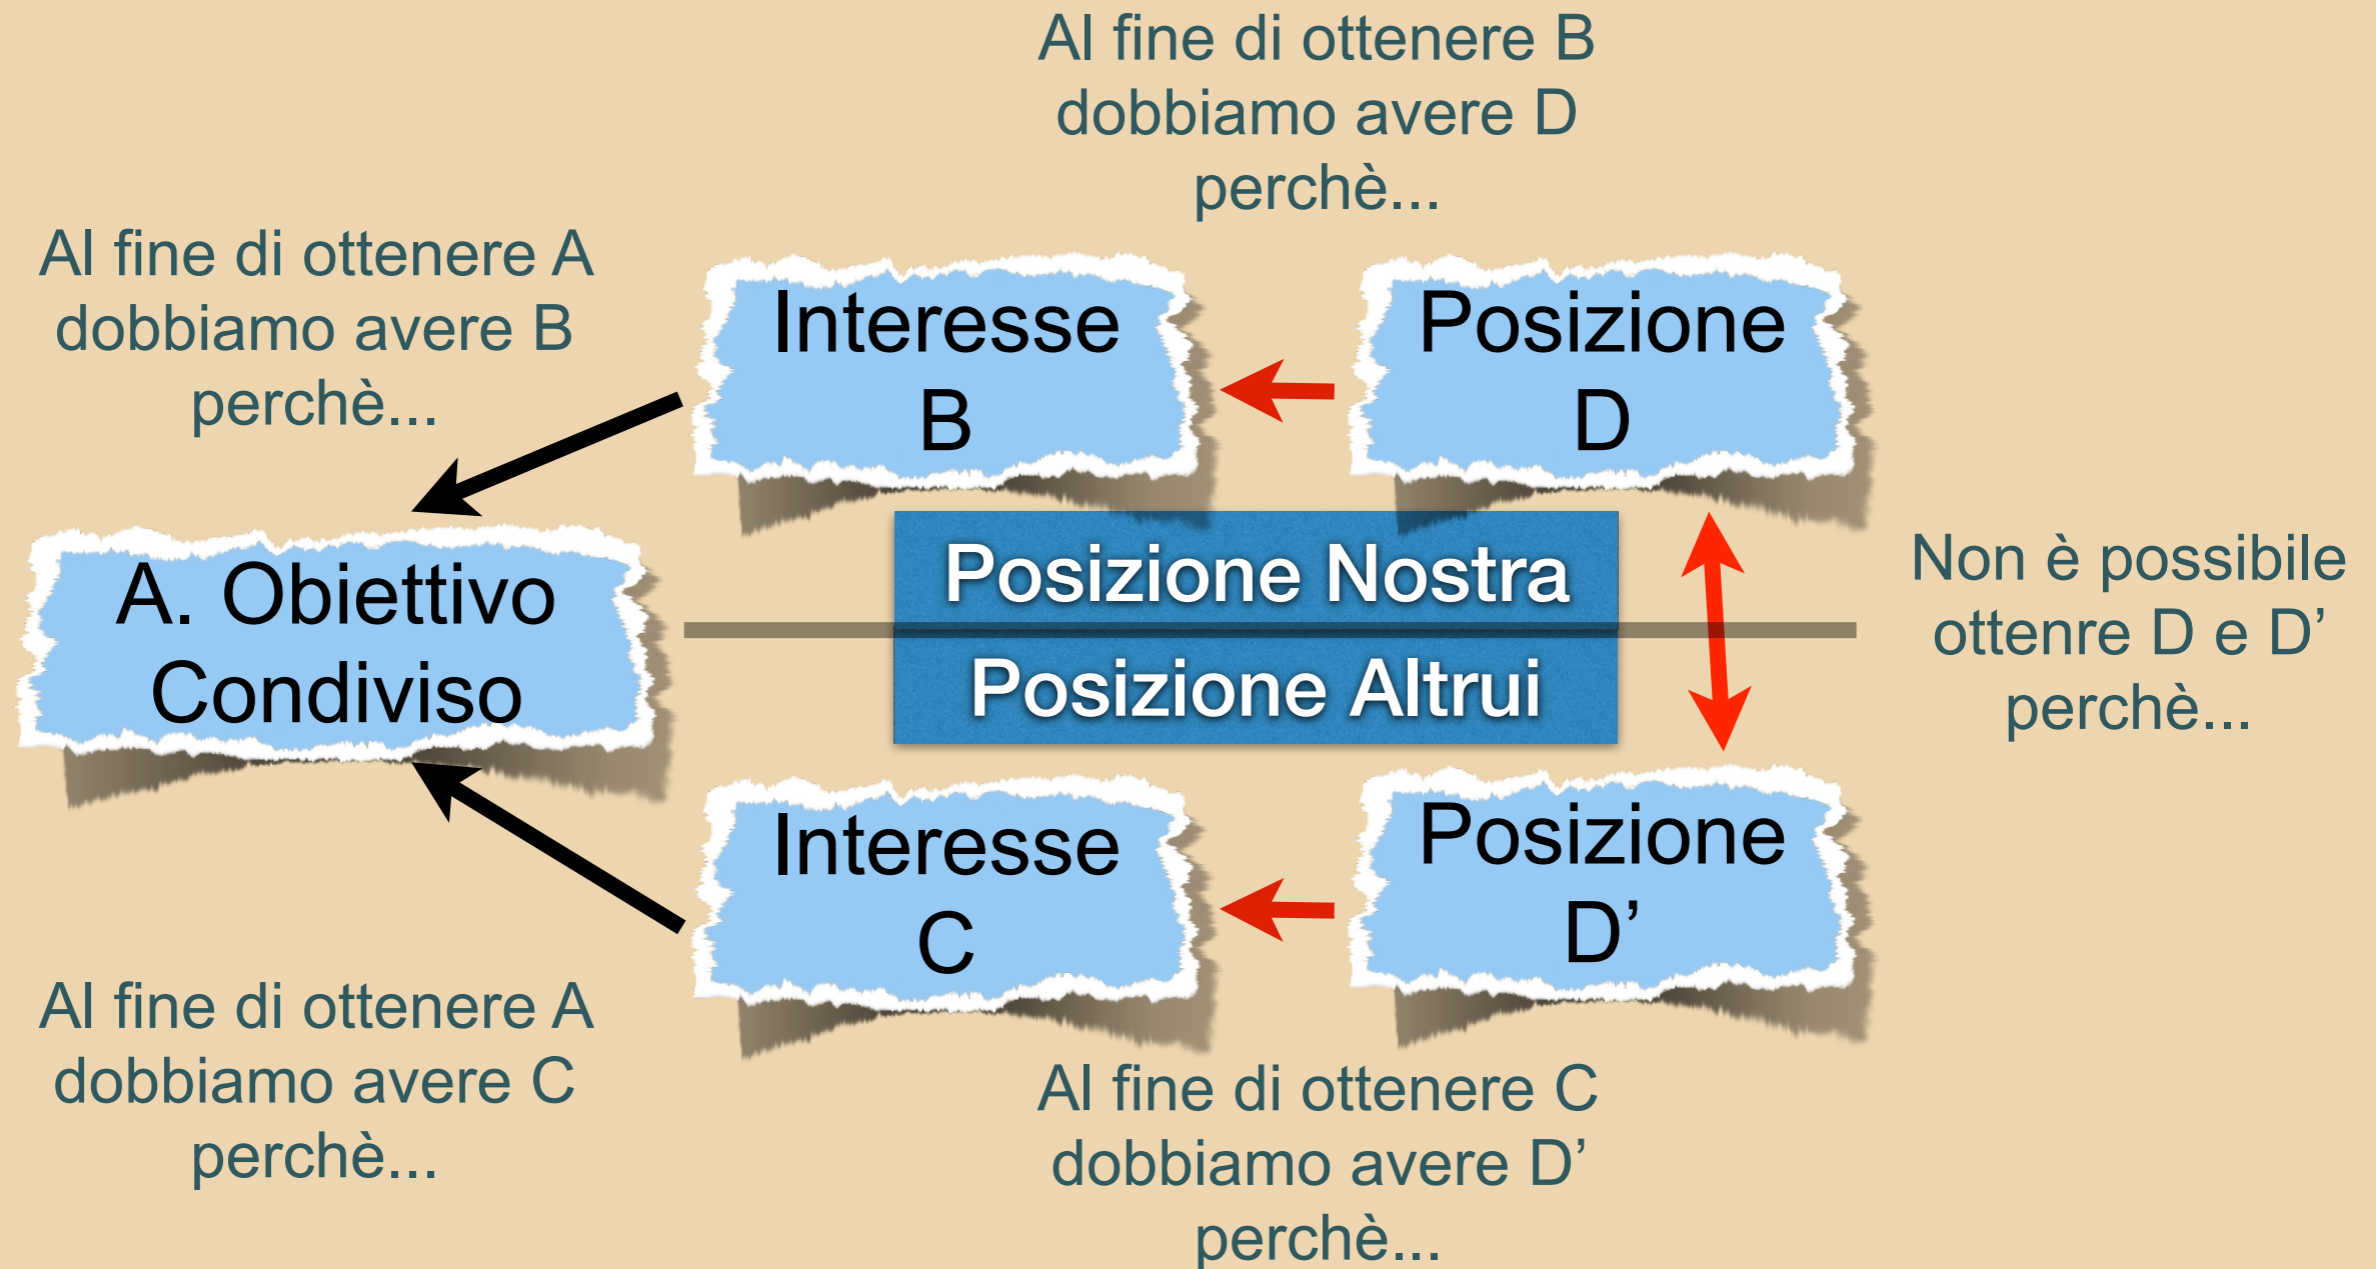 Al fine di ottenere B
dobbiamo avere D
perchè...
Al fine di ottenere A
dobbiamo avere B
perchè...
Interesse
B
Posizione
D
A. Obiettivo
Condiviso
Posizione Nostra
Posizione Altrui
Non è possibile
ottenre D e D’
perchè...
Interesse
C
Posizione
D’
Al fine di ottenere A
dobbiamo avere C
perchè...
Al fine di ottenere C
dobbiamo avere D’
perchè...